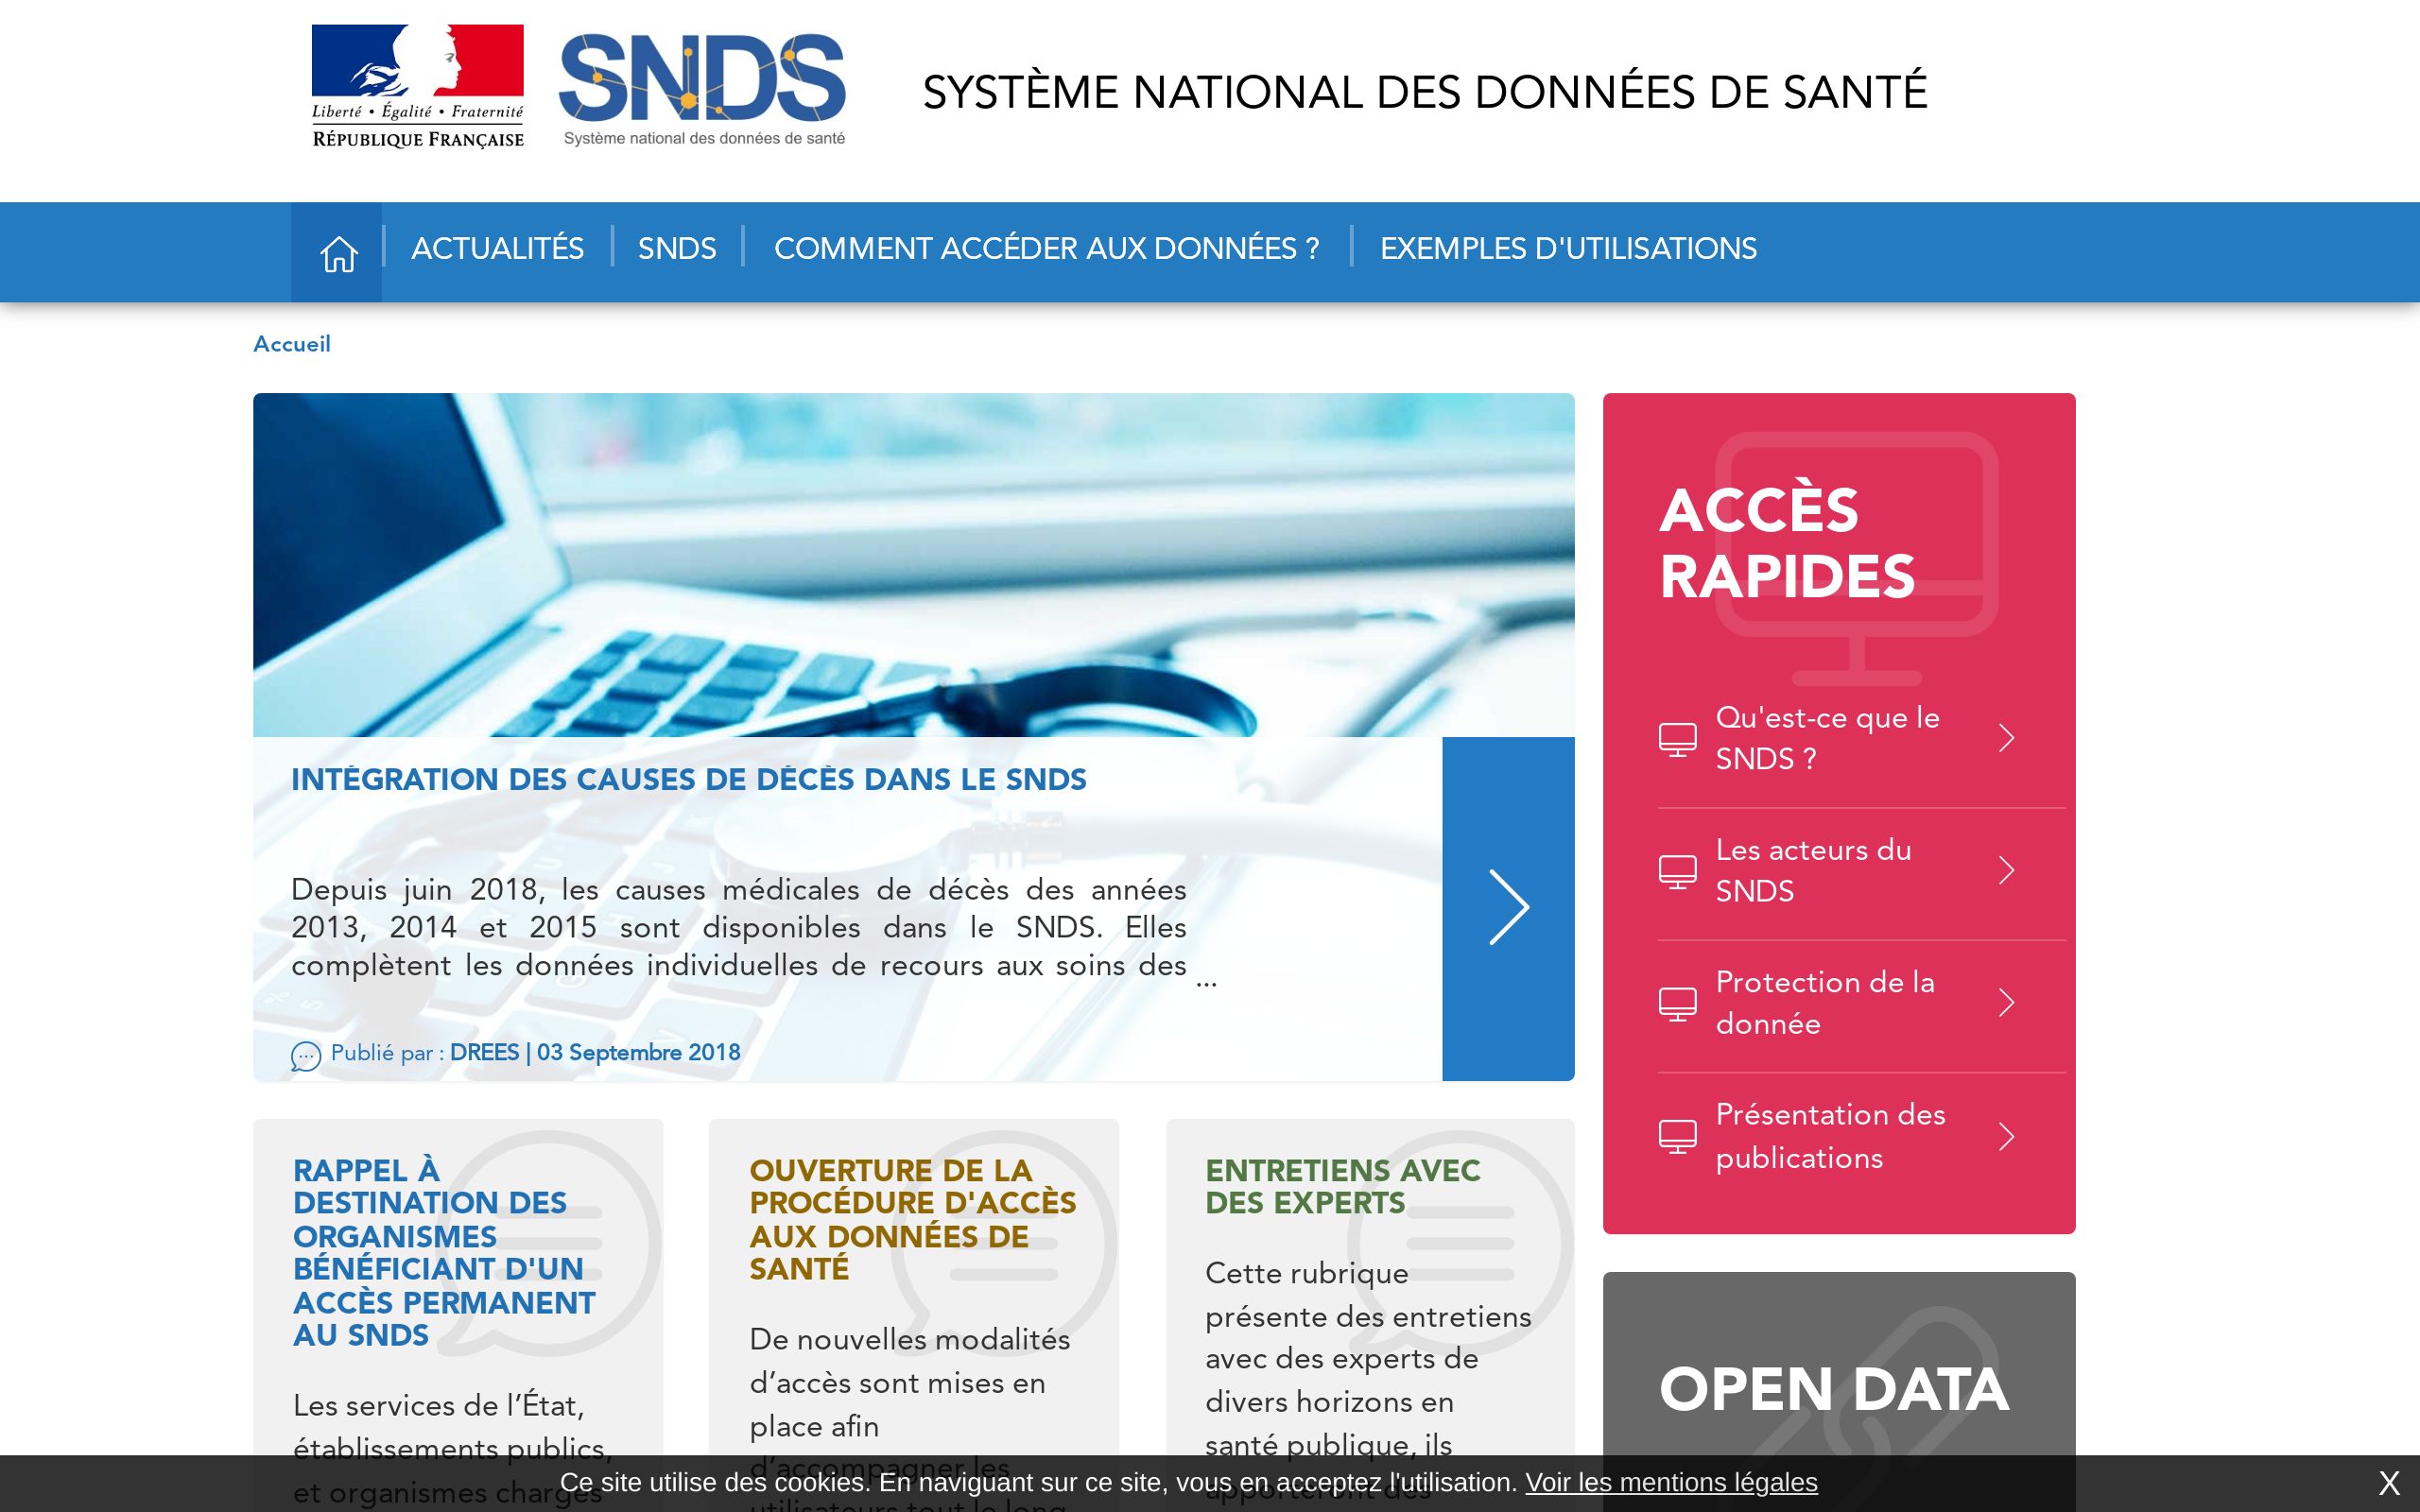 Liberté • Égalité • Fraternité
RÉPUBLIQUE FRANÇAISE
SNDS
Système national des données de santé
SYSTÈME NATIONAL DES DONNÉES DE SANTÉ
ACTUALITÉS
SNDS
COMMENT ACCÉDER AUX DONNÉES ?
EXEMPLES D'UTILISATIONS
Accueil
INTÉGRATION DES CAUSES DE DÉCÈS DANS LE SNDS
Depuis juin 2018, les causes médicales de décès des années
2013, 2014 et 2015 sont disponibles dans le SNDS. Elles
complètent les données individuelles de recours aux soins des ...
Publié par : DREES | 03 Septembre 2018
ACCÈS
RAPIDES
Qu'est-ce que le
SNDS ?
Les acteurs du
SNDS
Protection de la
donnée
Présentation des
publications
RAPPEL À
DESTINATION DES
ORGANISMES
BÉNÉFICIANT D'UN
ACCÈS PERMANENT
AU SNDS
Les services de l’État,
établissements publics,
et organismes chargés
OUVERTURE DE LA
PROCÉDURE D'ACCÈS
AUX DONNÉES DE
SANTÉ
De nouvelles modalités
d’accès sont mises en
place afin
d’accompagner les
utilisateurs tout le long
ENTRETIENS AVEC
DES EXPERTS
Cette rubrique
présente des entretiens
avec des experts de
divers horizons en
santé publique, ils
apporteront des
OPEN DATA
Ce site utilise des cookies. En naviguant sur ce site, vous en acceptez l'utilisation. Voir les mentions légales
X